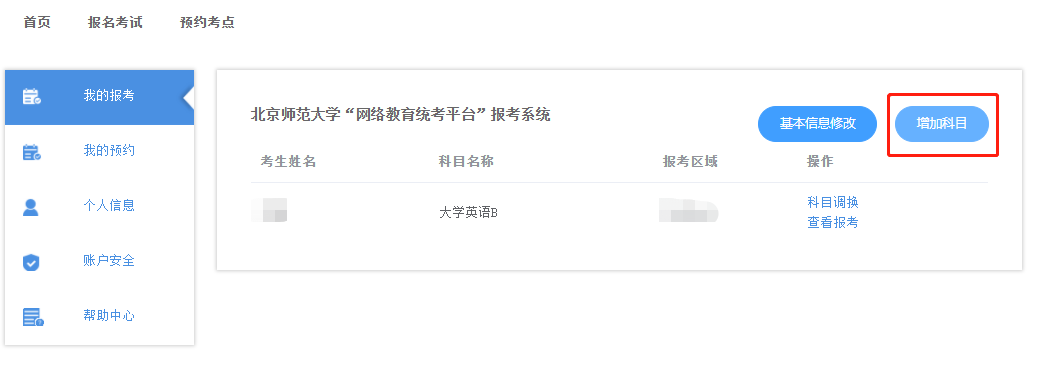 首页 报名考试 预约考点
我的报考
我的预约
个人信息
账户安全
帮助中心
北京师范大学“网络教育统考平台”报考系统
基本信息修改 增加科目
考生姓名 科目名称 报考区域 操作
大学英语B 科目调换
查看报考